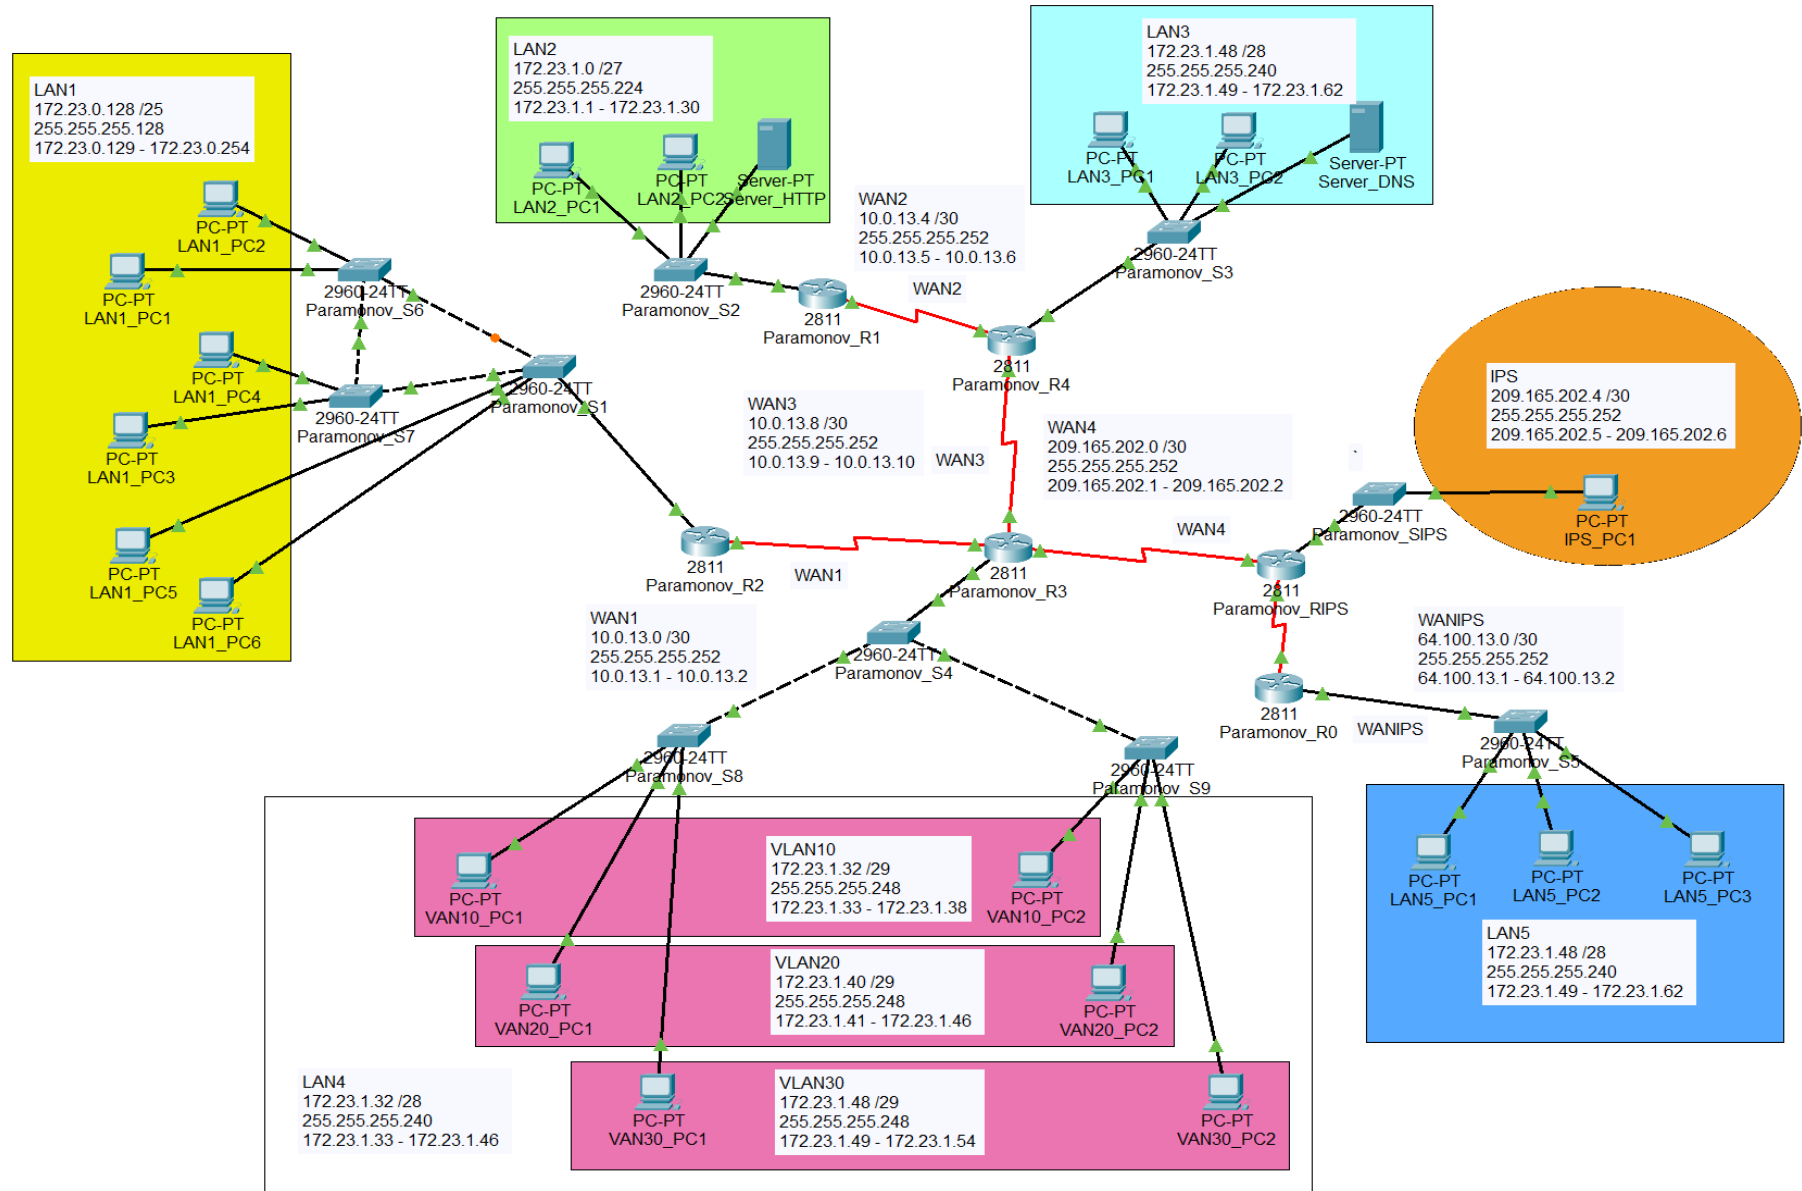 LAN1
172.23.0.128 /25
255.255.255.128
172.23.0.129 - 172.23.0.254
PC-PT
LAN1_PC2
PC-PT
LAN1_PC1
PC-PT
LAN1_PC4
PC-PT
LAN1_PC3
PC-PT
LAN1_PC5
PC-PT
LAN1_PC6
2960-24TT
Paramonov_S6
2960-24TT
Paramonov_S7
2960-24TT
Paramonov_S1
LAN2
172.23.1.0 /27
255.255.255.224
172.23.1.1 - 172.23.1.30
PC-PT
LAN2_PC1
PC-PT
LAN2_PC2
Server-PT
Server_HTTP
2960-24TT
Paramonov_S2
2811
Paramonov_R1
WAN2
10.0.13.4 /30
255.255.255.252
10.0.13.5 - 10.0.13.6
WAN2
LAN3
172.23.1.48 /28
255.255.255.240
172.23.1.49 - 172.23.1.62
PC-PT
LAN3_PC1
PC-PT
LAN3_PC2
Server-PT
Server_DNS
2960-24TT
Paramonov_S3
2811
Paramonov_R4
WAN3
10.0.13.8 /30
255.255.255.252
10.0.13.9 - 10.0.13.10
WAN3
WAN4
209.165.202.0 /30
255.255.255.252
209.165.202.1 - 209.165.202.2
WAN4
IPS
209.165.202.4 /30
255.255.255.252
209.165.202.5 - 209.165.202.6
PC-PT
IPS_PC1
2960-24TT
Paramonov_SIPS
2811
Paramonov_R2
WAN1
2811
Paramonov_R3
2811
Paramonov_RIPS
WAN1
10.0.13.0 /30
255.255.255.252
10.0.13.1 - 10.0.13.2
2960-24TT
Paramonov_S4
WANIPS
64.100.13.0 /30
255.255.255.252
64.100.13.1 - 64.100.13.2
2811
Paramonov_R0
WANIPS
2960-24TT
Paramonov_S5
2960-24TT
Paramonov_S8
2960-24TT
Paramonov_S9
PC-PT
VAN10_PC1
VLAN10
172.23.1.32 /29
255.255.255.248
172.23.1.33 - 172.23.1.38
PC-PT
VAN10_PC2
PC-PT
VAN20_PC1
VLAN20
172.23.1.40 /29
255.255.255.248
172.23.1.41 - 172.23.1.46
PC-PT
VAN20_PC2
LAN4
172.23.1.32 /28
255.255.255.240
172.23.1.33 - 172.23.1.46
PC-PT
VAN30_PC1
VLAN30
172.23.1.48 /29
255.255.255.248
172.23.1.49 - 172.23.1.54
PC-PT
VAN30_PC2
PC-PT
LAN5_PC1
PC-PT
LAN5_PC2
PC-PT
LAN5_PC3
LAN5
172.23.1.48 /28
255.255.255.240
172.23.1.49 - 172.23.1.62